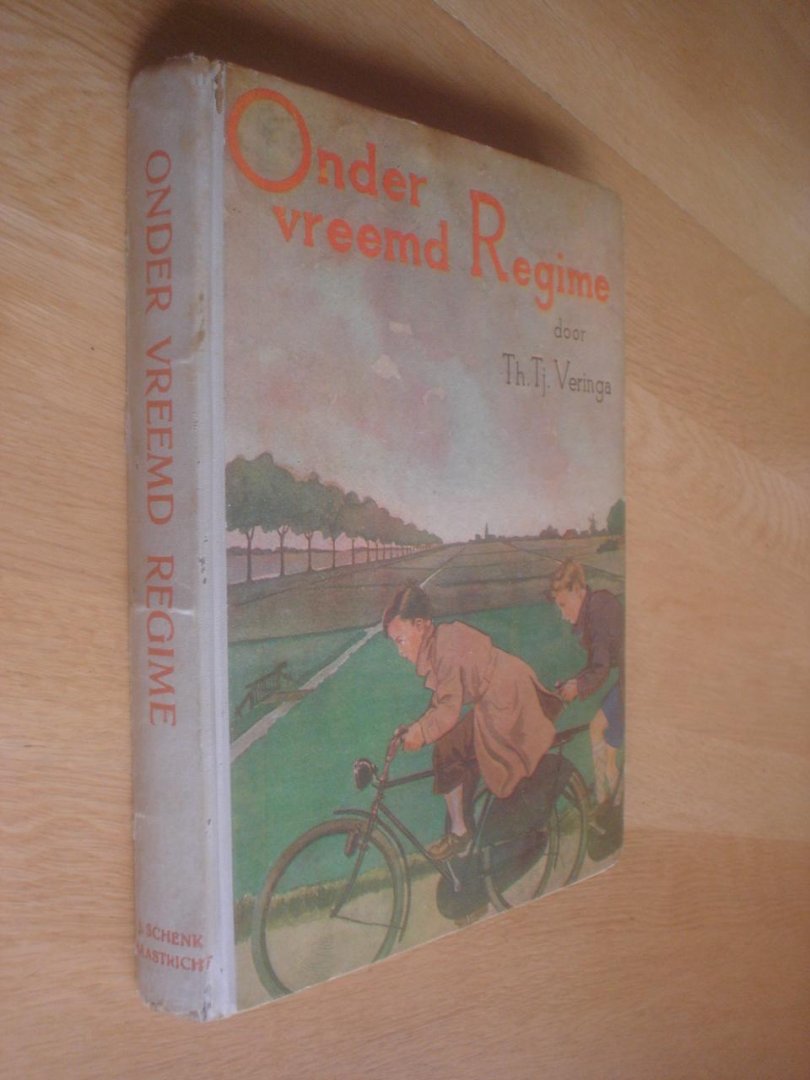 Onder
vreemd Regime
door
Th. Tj. Veringa
ONDER VREEMD REGIME
SCHENK
MAASTRICHT